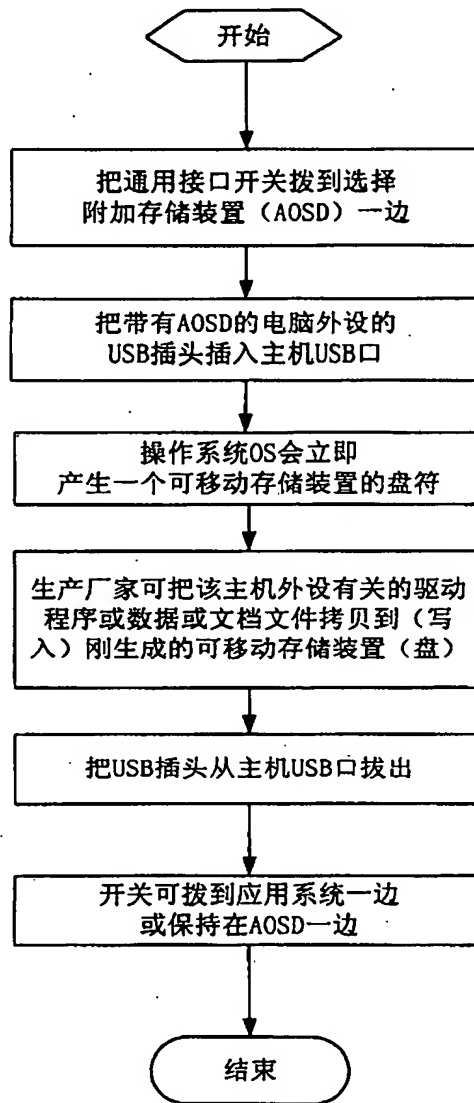 开始
把通用接口开关拨到选择
附加存储装置（AOSD）一边
把带有AOSD的电脑外设的
USB插头插入主机USB口
操作系统OS会立即
产生一个可移动存储装置的盘符
生产厂家可把该主机外设有关的驱动
程序或数据或文档文件拷贝到（写
入）刚生成的可移动存储装置（盘）
把USB插头从主机USB口拔出
开关可拨到应用系统一边
或保持在AOSD一边
结束